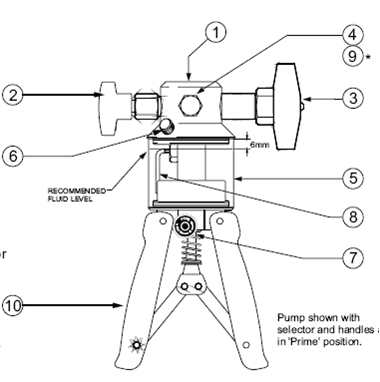 1
4
9 *
2
3
6
6mm
RECOMMENDED
FLUID LEVEL
5
8
or
7
10
Pump shown with
selector and handles a
in 'Prime' position.